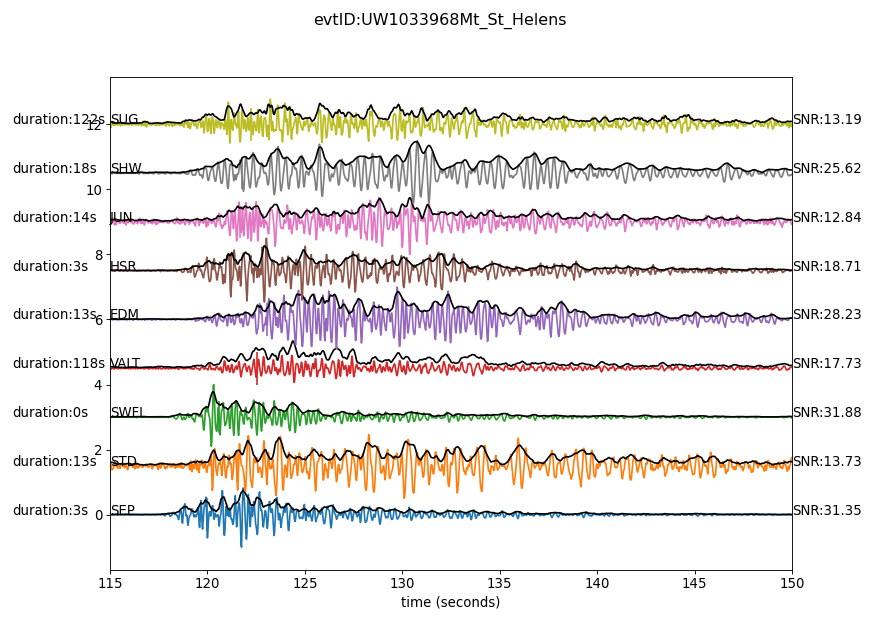 evtID:UW1033968Mt_St_Helens
duration:122s SUG SNR:13.19
12
duration:18s SHW SNR:25.62
10
duration:14s JUN SNR:12.84
8
duration:3s HSR SNR:18.71
duration:13s EDM SNR:28.23
6
duration:118s VALT SNR:17.73
4
duration:0s SWFL SNR:31.88
2
duration:13s STD SNR:13.73
duration:3s SEP SNR:31.35
0
115 120 125 130 135 140 145 150
time (seconds)